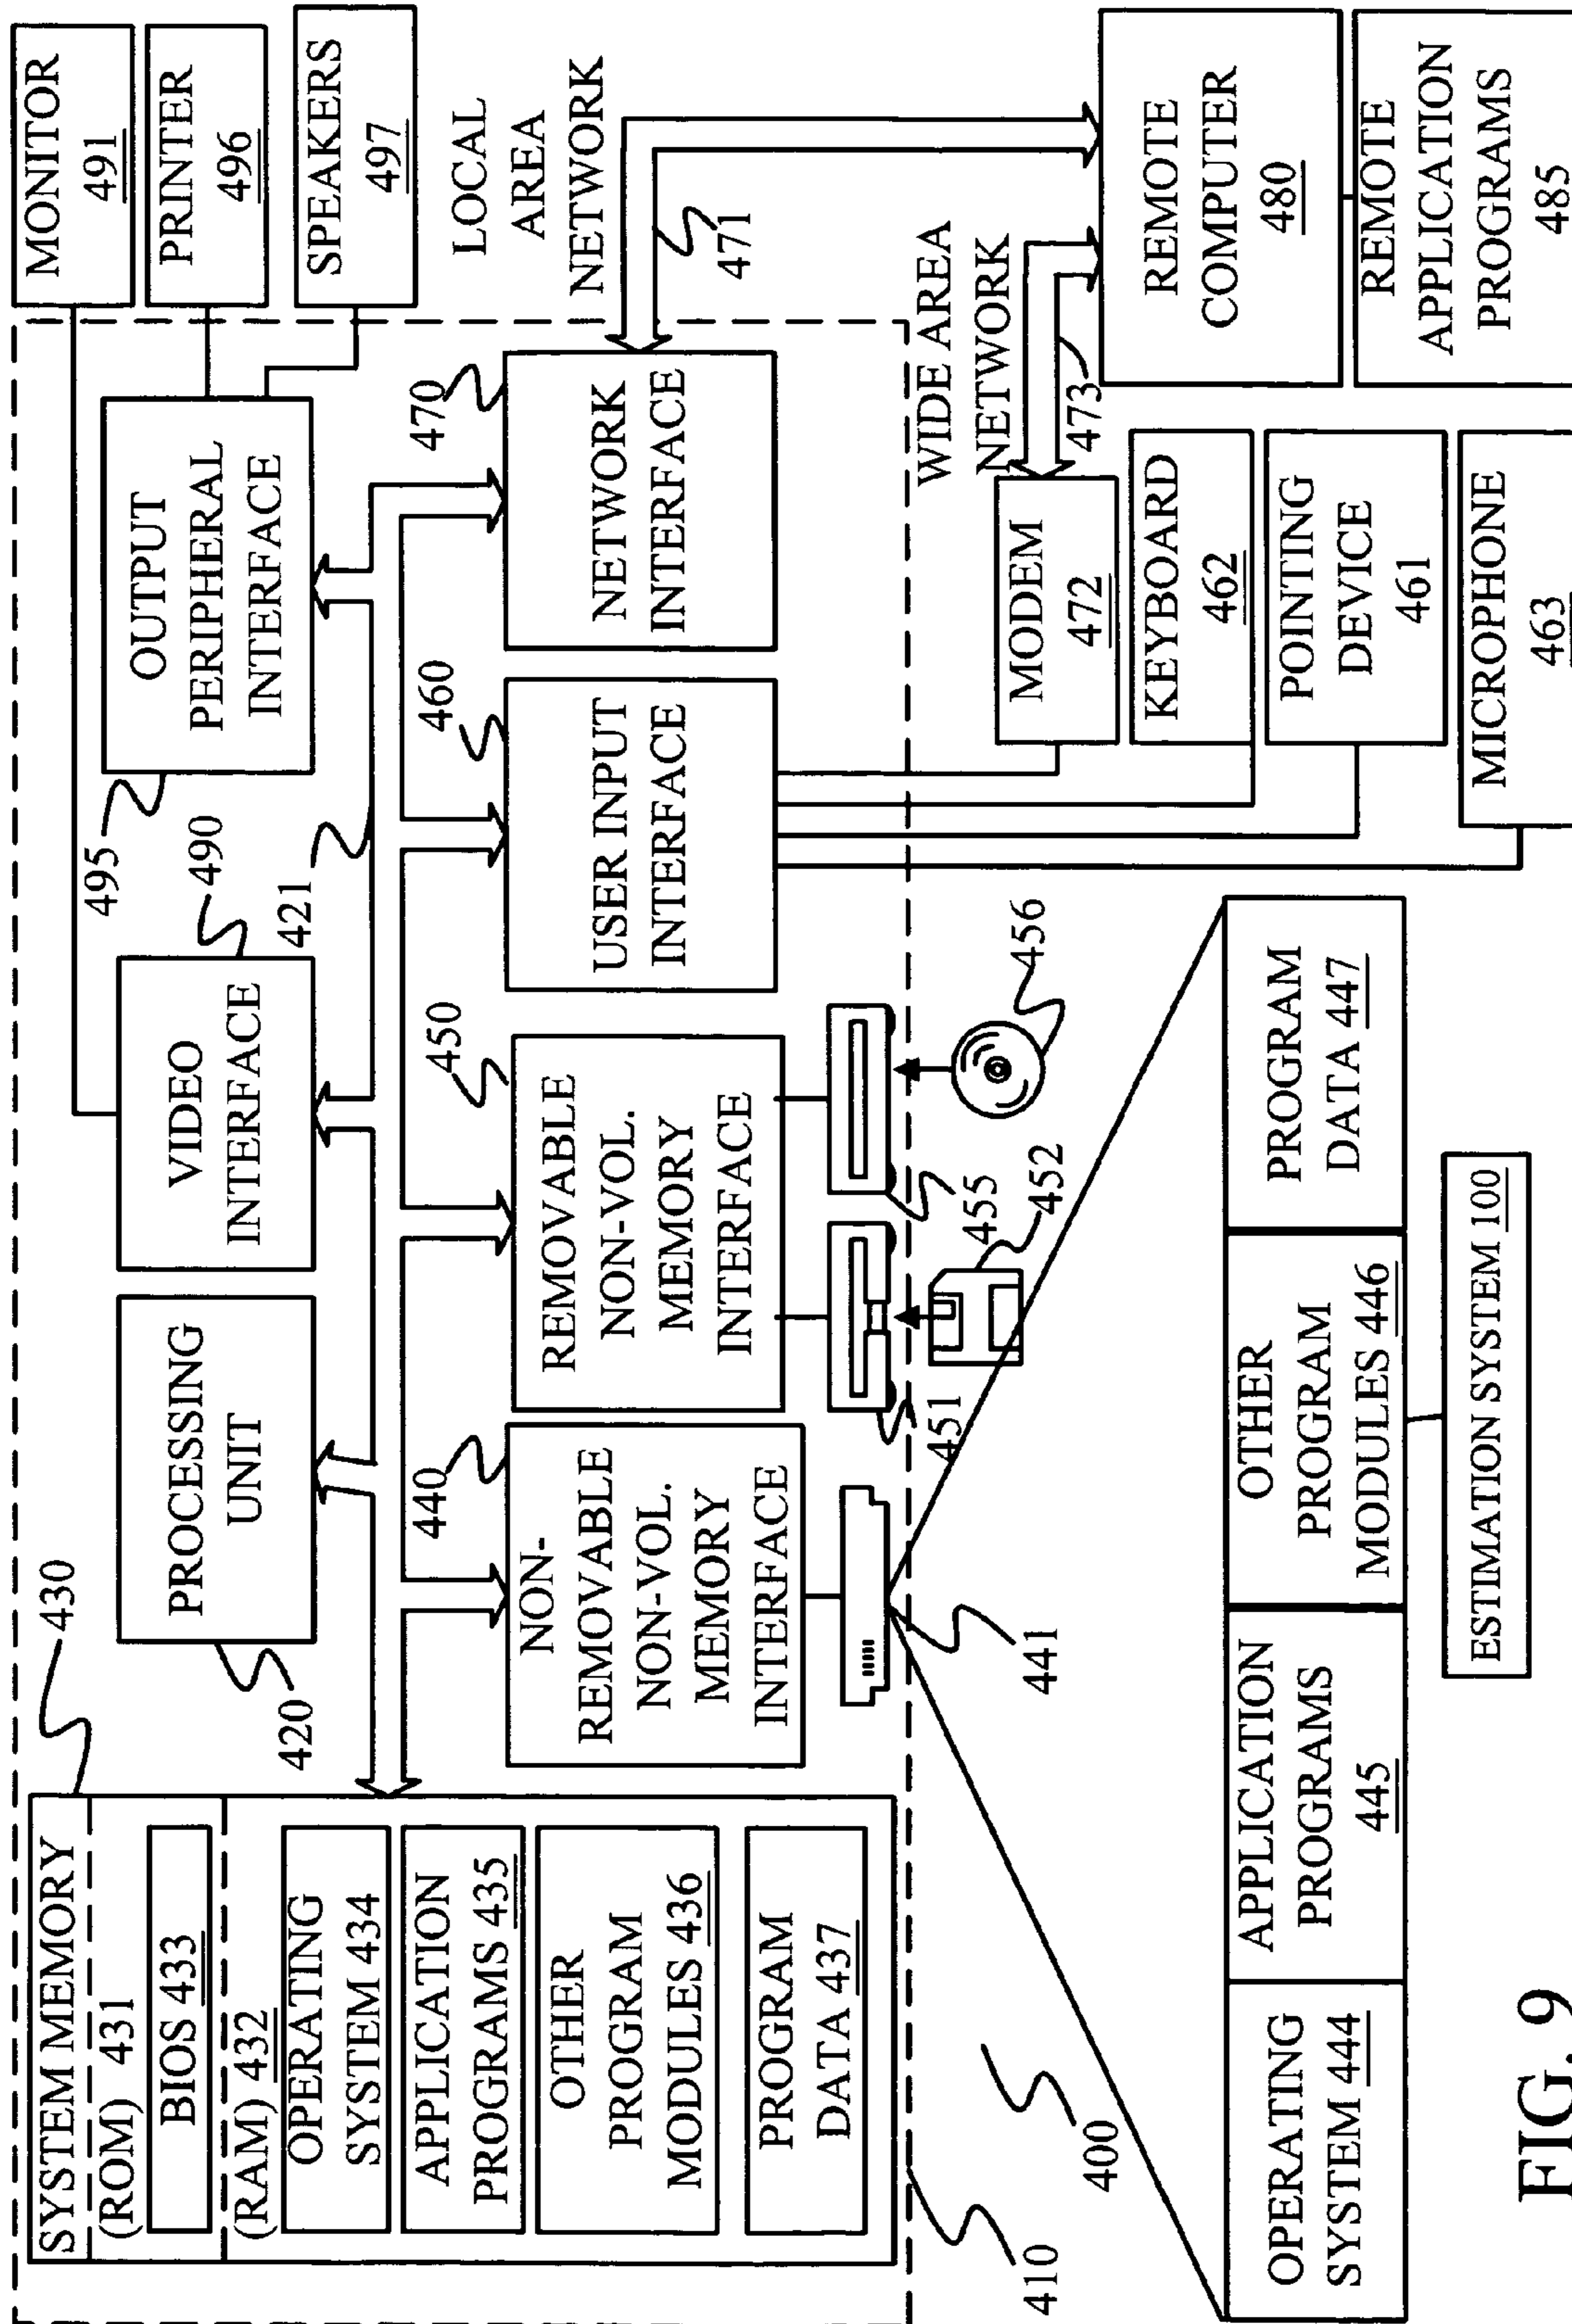 SYSTEM MEMORY
(ROM) 431
BIOS 433
(RAM) 432
OPERATING
SYSTEM 434
APPLICATION
PROGRAMS 435
OTHER
PROGRAM
MODULES 436
PROGRAM
DATA 437
430
420
PROCESSING
UNIT
VIDEO
INTERFACE
490
421
495
OUTPUT
PERIPHERAL
INTERFACE
MONITOR
491
PRINTER
496
SPEAKERS
497
440
NON-
REMOVABLE
NON-VOL.
MEMORY
INTERFACE
450
REMOVABLE
NON-VOL.
MEMORY
INTERFACE
460
USER INPUT
INTERFACE
470
NETWORK
INTERFACE
LOCAL
AREA
NETWORK
471
441
451
452
455
456
WIDE AREA
NETWORK
473
MODEM
472
KEYBOARD
462
POINTING
DEVICE
461
MICROPHONE
463
REMOTE
COMPUTER
480
REMOTE
APPLICATION
PROGRAMS
485
410
400
OPERATING
SYSTEM 444
APPLICATION
PROGRAMS
445
OTHER
PROGRAM
MODULES 446
PROGRAM
DATA 447
ESTIMATION SYSTEM 100
FIG. 9